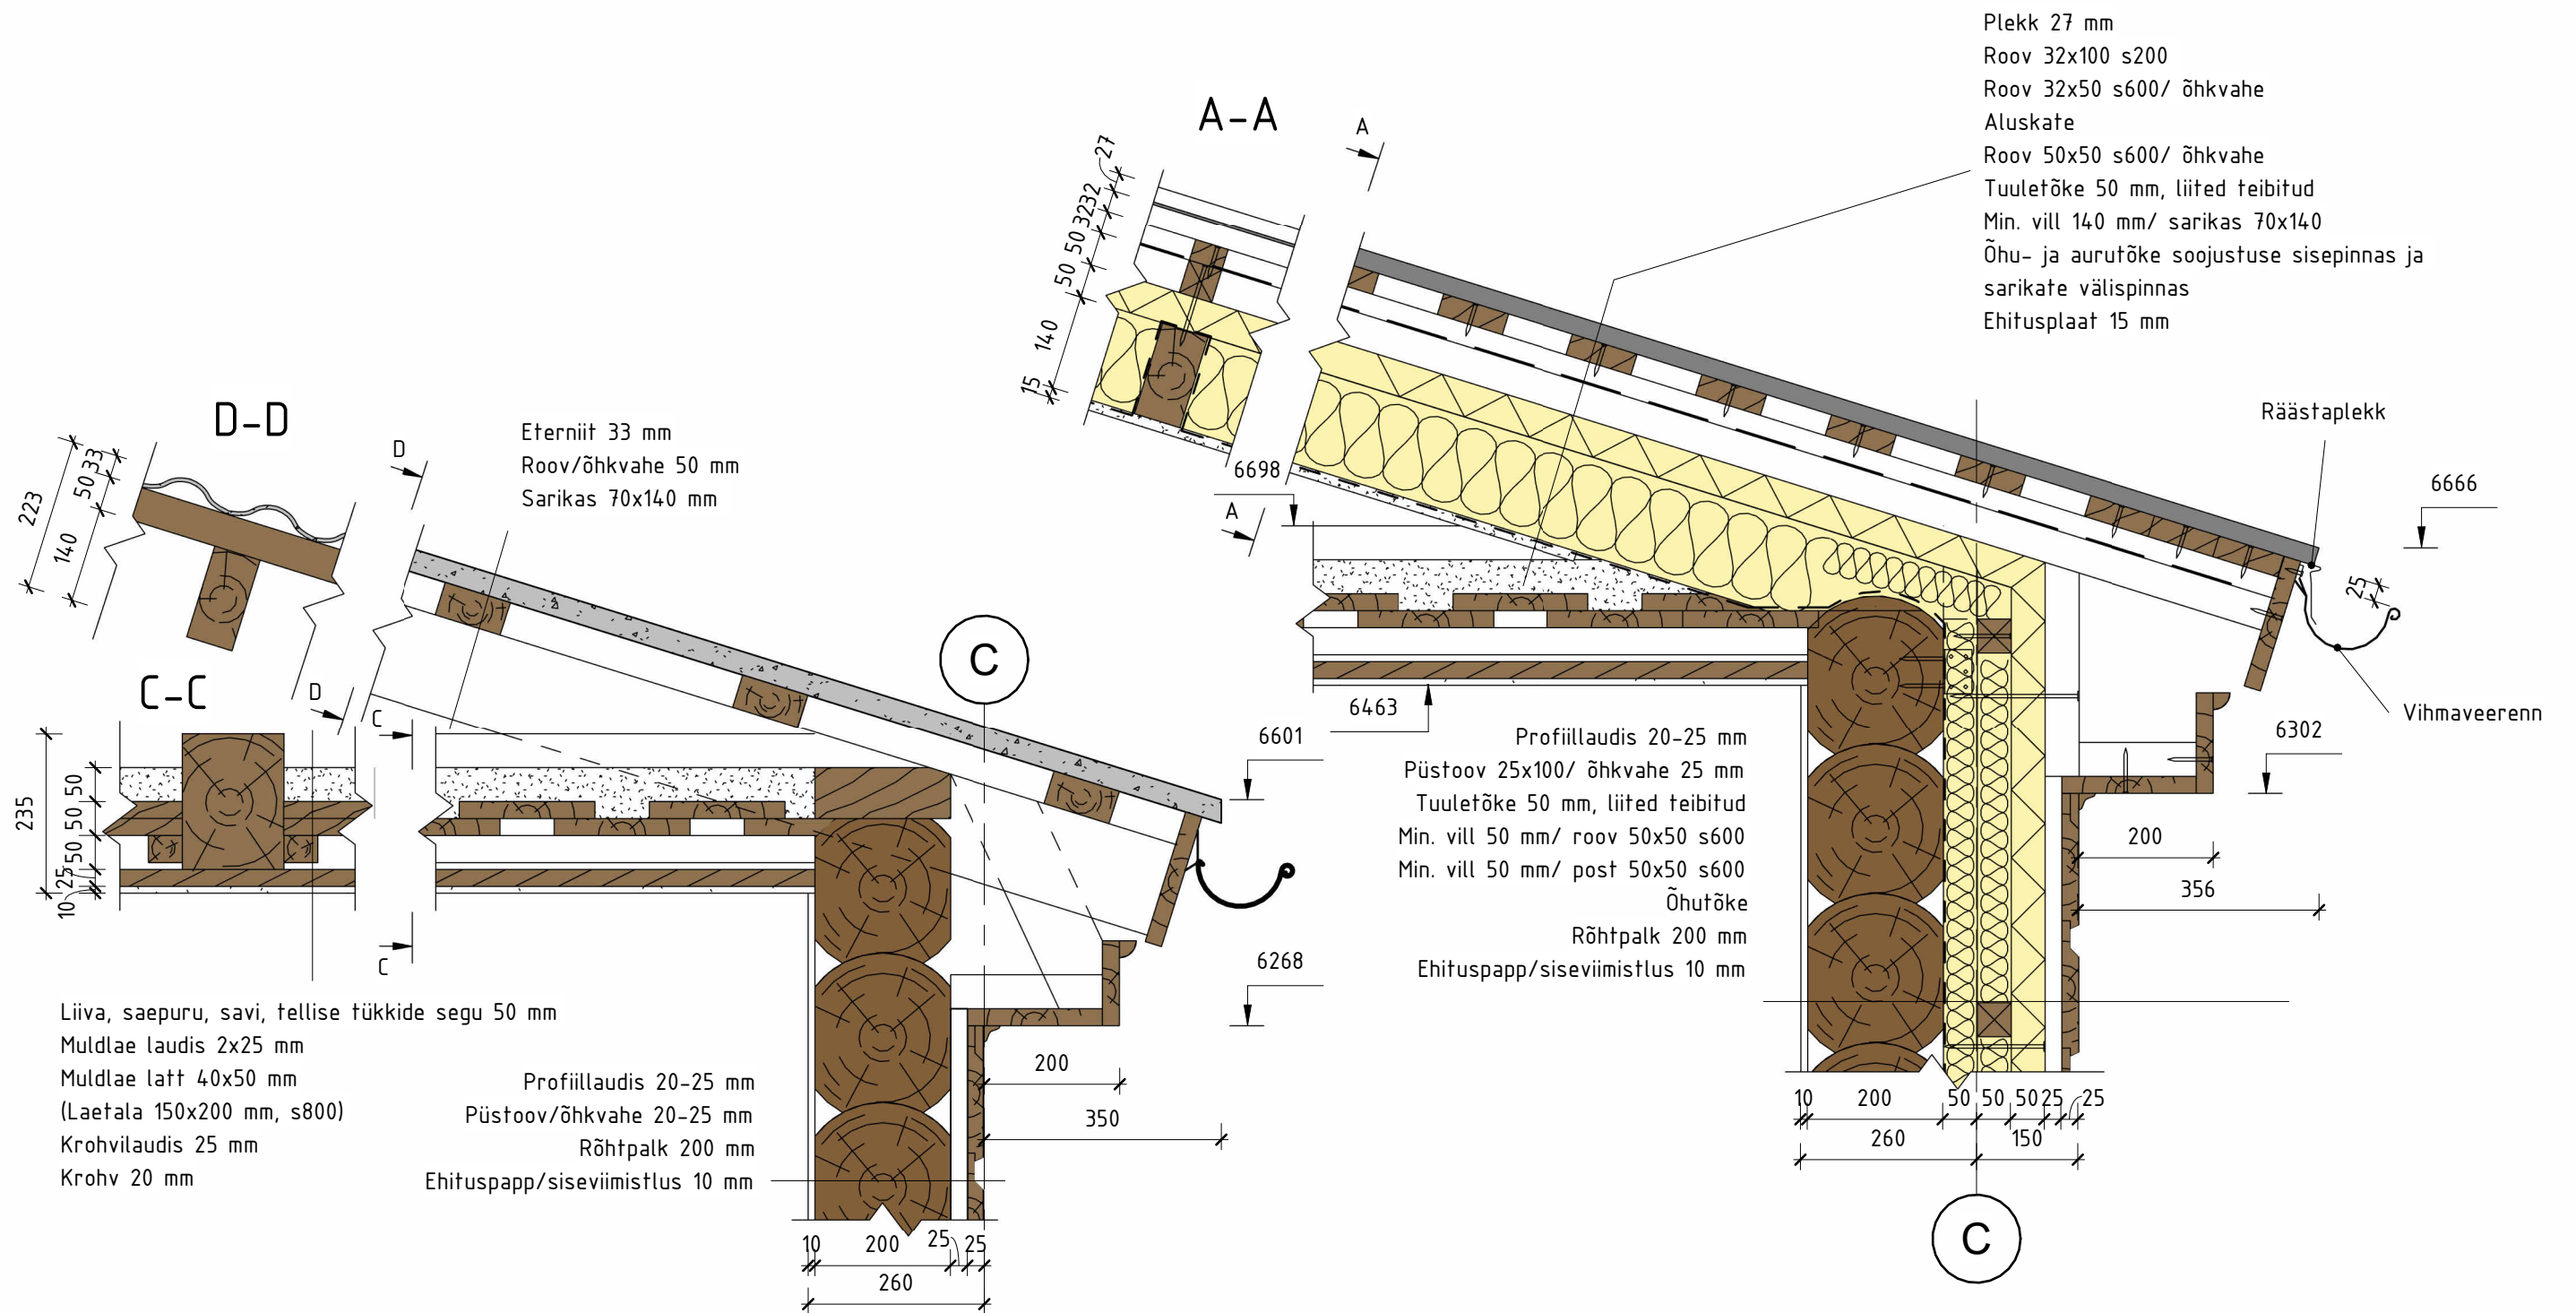 Plekk 27 mm
Roov 32x100 s200
Roov 32x50 s600/ õhkvahe
Aluskate
Roov 50x50 s600/ õhkvahe
Tuuletõke 50 mm, liited teibitud
Min. vill 140 mm/ sarikas 70x140
Õhu- ja aurutõke soojustuse sisepinnas ja
sarikate välispinnas
Ehitusplaat 15 mm
A-A
A
A
27
32
32
50
50
140
15
Räästaplekk
6698
6666
25
Vihmaveerenn
6463
6302
D-D
D
D
33
50
140
223
Eterniit 33 mm
Roov/õhkvahe 50 mm
Sarikas 70x140 mm
C
C-C
C
C
50
50
50
25
10
235
6601
6268
Profiillaudis 20-25 mm
Püstoov 25x100/ õhkvahe 25 mm
Tuuletõke 50 mm, liited teibitud
Min. vill 50 mm/ roov 50x50 s600
Min. vill 50 mm/ post 50x50 s600
Õhutõke
Rõhtpalk 200 mm
Ehituspapp/siseviimistlus 10 mm
200
356
Liiva, saepuru, savi, tellise tükkide segu 50 mm
Muldlae laudis 2x25 mm
Muldlae latt 40x50 mm
(Laetala 150x200 mm, s800)
Krohvilaudis 25 mm
Krohv 20 mm
Profiillaudis 20-25 mm
Püstoov/õhkvahe 20-25 mm
Rõhtpalk 200 mm
Ehituspapp/siseviimistlus 10 mm
200
350
10 200 25 25
260
10 200 50 50 50 25 25
260 150
C